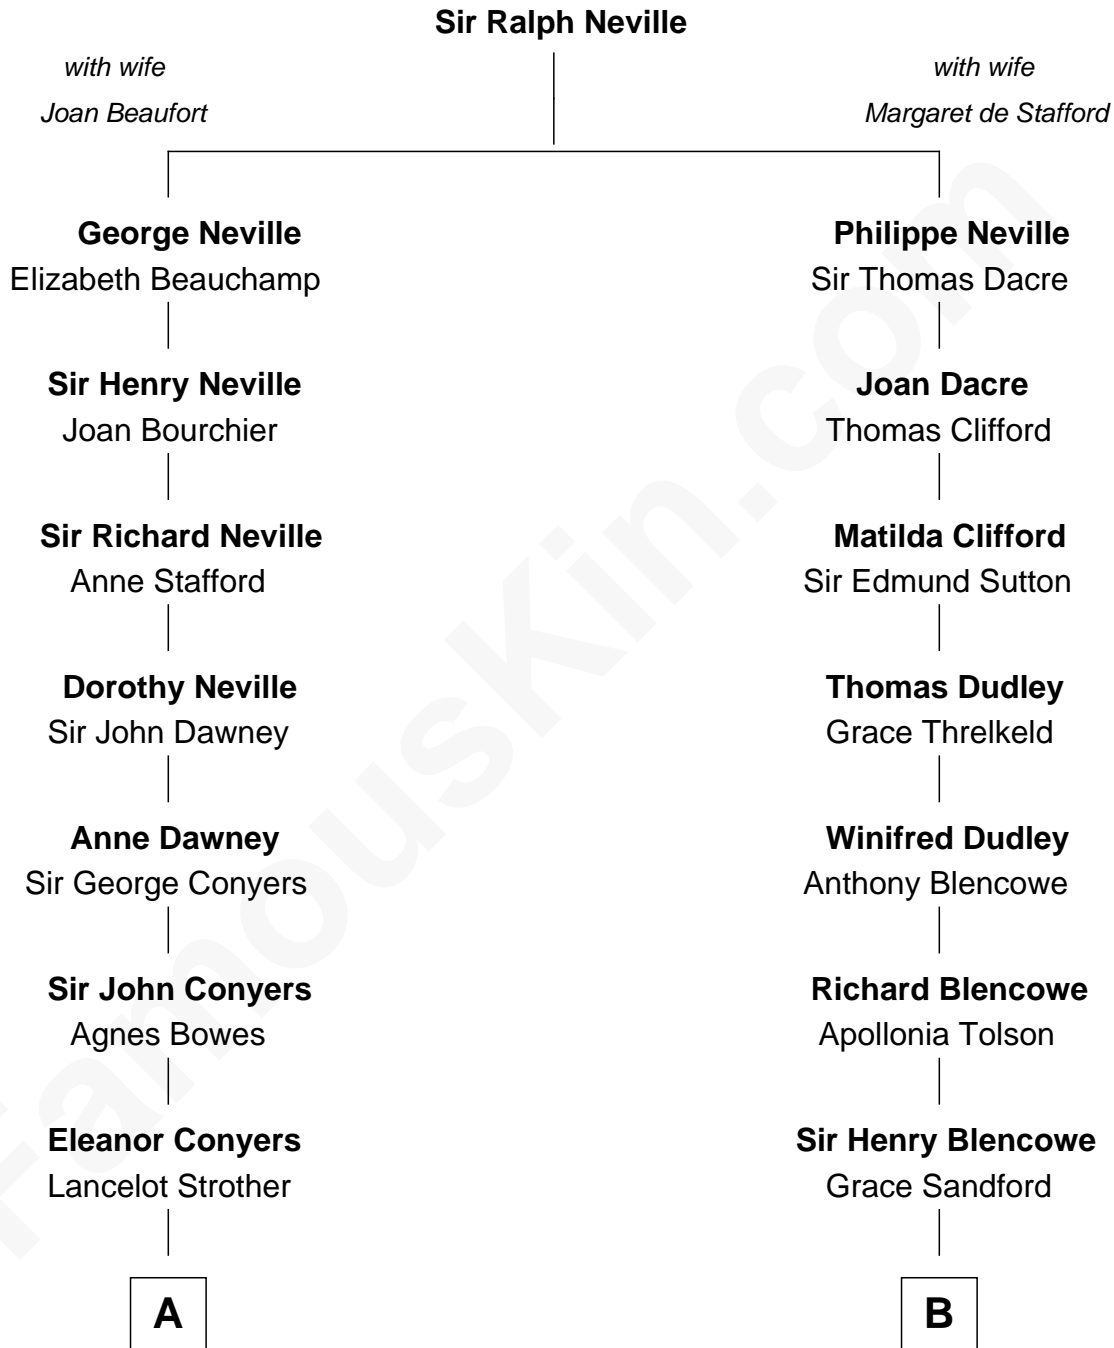 Sir Ralph Neville
with wife
Joan Beaufort
with wife
Margaret de Stafford
George Neville
Elizabeth Beauchamp
Philippe Neville
Sir Thomas Dacre
Sir Henry Neville
Joan Bourchier
Joan Dacre
Thomas Clifford
Sir Richard Neville
Anne Stafford
Matilda Clifford
Sir Edmund Sutton
Dorothy Neville
Sir John Dawney
Thomas Dudley
Grace Threlkeld
Anne Dawney
Sir George Conyers
Winifred Dudley
Anthony Blencowe
Sir John Conyers
Agnes Bowes
Richard Blencowe
Apollonia Tolson
Eleanor Conyers
Lancelot Strother
Sir Henry Blencowe
Grace Sandford
A
B
FamousKin.com